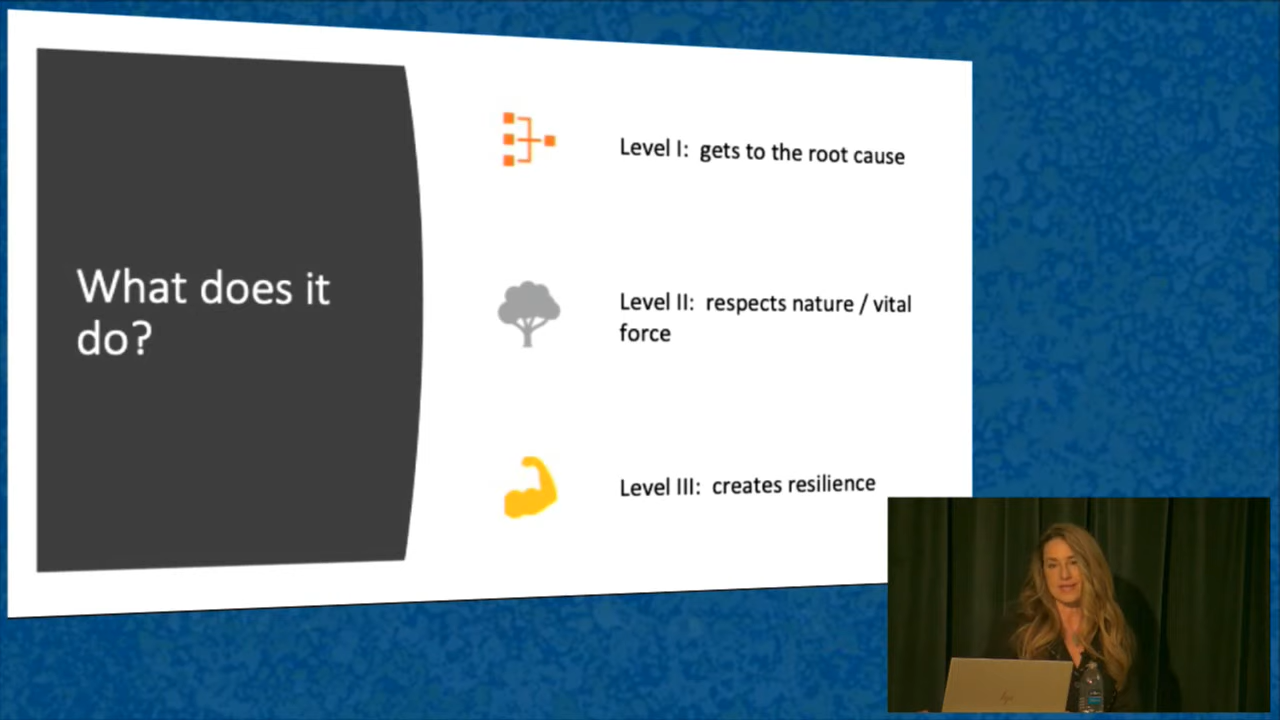 What does it
do?
Level I:  gets to the root cause
Level II:  respects nature / vital
force
Level III:  creates resilience
hp